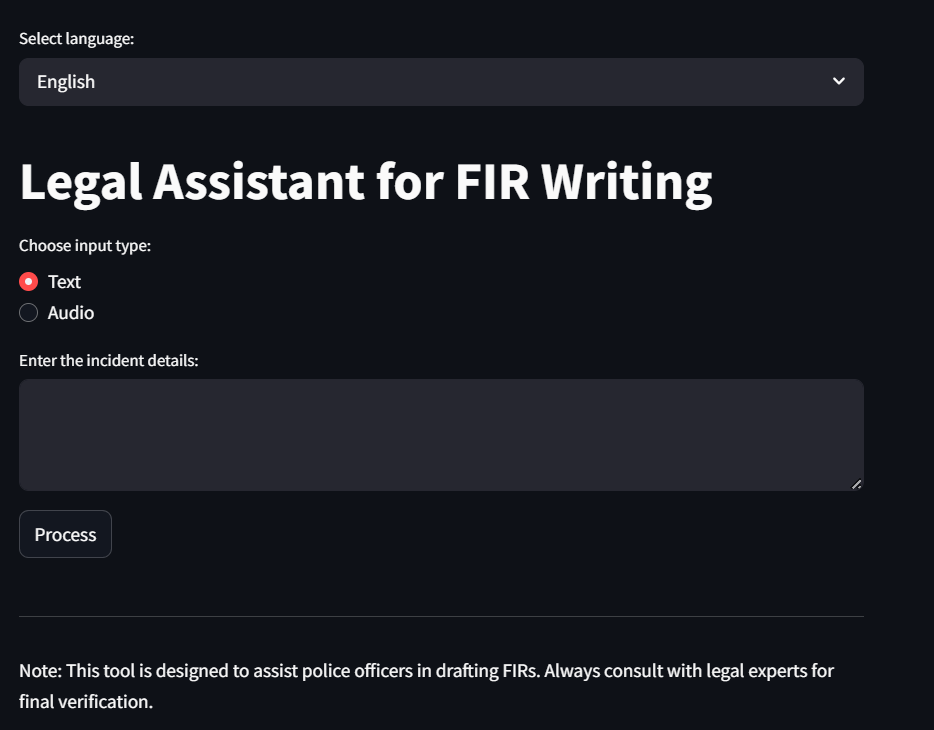 Select language:
English
Legal Assistant for FIR Writing
Choose input type:
Text
Audio
Enter the incident details:
Process
Note: This tool is designed to assist police officers in drafting FIRs. Always consult with legal experts for
final verification.